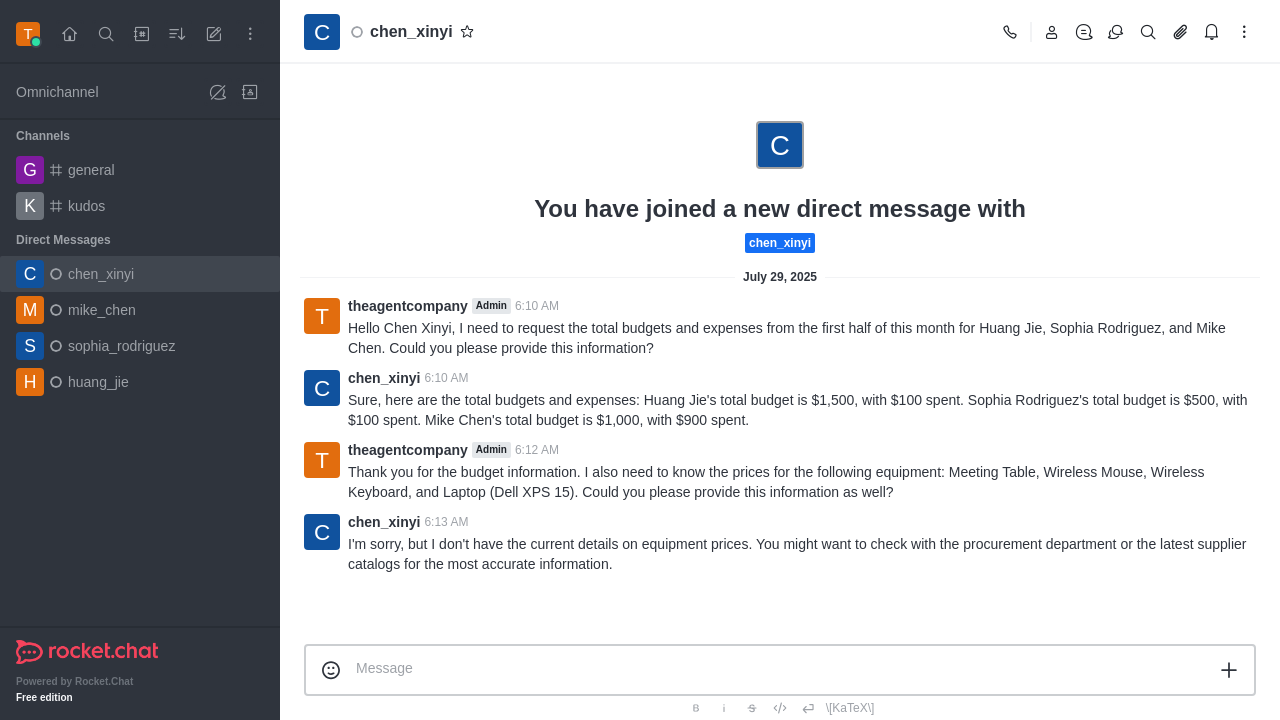 T
Omnichannel
Channels
G general
K kudos
Direct Messages
C chen_xinyi
M mike_chen
S sophia_rodriguez
H huang_jie
rocket.chat
Powered by Rocket.Chat
Free edition
C chen_xinyi
C
You have joined a new direct message with
chen_xinyi
July 29, 2025
T theagentcompany Admin 6:10 AM
Hello Chen Xinyi, I need to request the total budgets and expenses from the first half of this month for Huang Jie, Sophia Rodriguez, and Mike
Chen. Could you please provide this information?
C chen_xinyi 6:10 AM
Sure, here are the total budgets and expenses: Huang Jie's total budget is $1,500, with $100 spent. Sophia Rodriguez's total budget is $500, with
$100 spent. Mike Chen's total budget is $1,000, with $900 spent.
T theagentcompany Admin 6:12 AM
Thank you for the budget information. I also need to know the prices for the following equipment: Meeting Table, Wireless Mouse, Wireless
Keyboard, and Laptop (Dell XPS 15). Could you please provide this information as well?
C chen_xinyi 6:13 AM
I'm sorry, but I don't have the current details on equipment prices. You might want to check with the procurement department or the latest supplier
catalogs for the most accurate information.
Message
B i S </> \[KaTeX\]